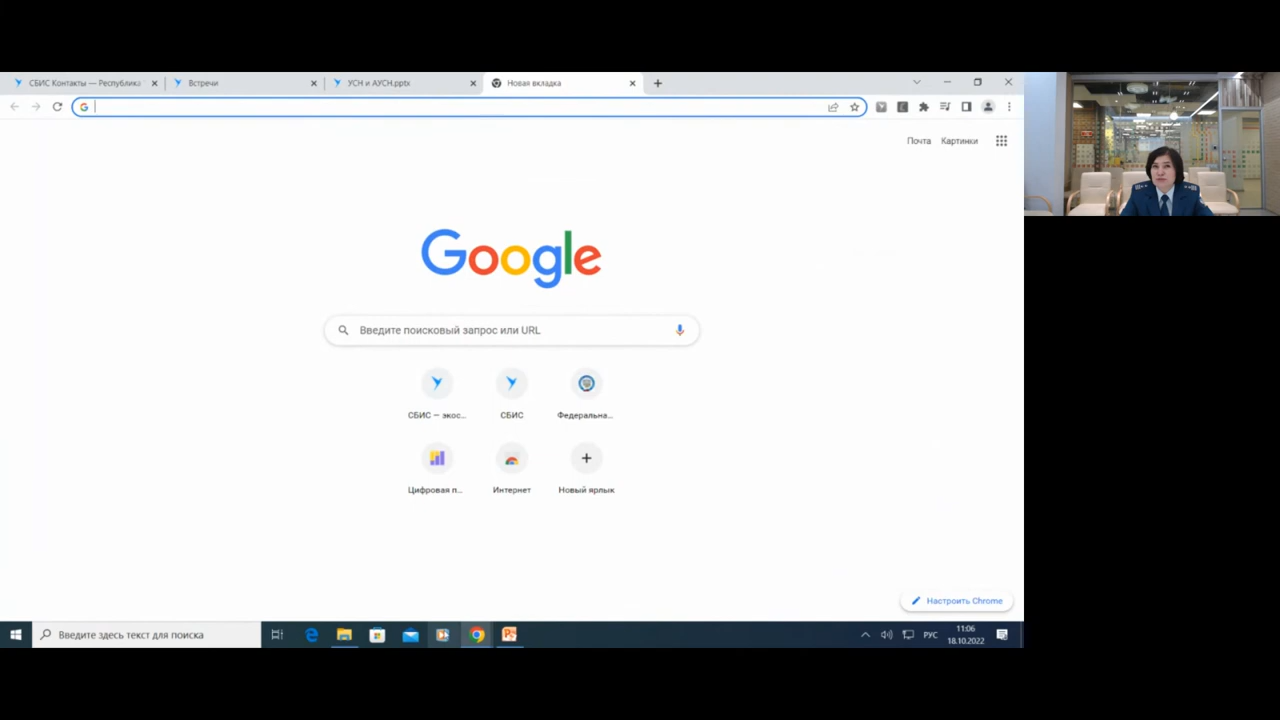 СБИС Контакты — Республика
Встречи
УСН и АУСН.pptx
Новая вкладка
Почта Картинки
Google
Введите поисковый запрос или URL
СБИС — экос... СБИС Федеральна...
Цифровая п... Интернет Новый ярлык
Настроить Chrome
Введите здесь текст для поиска
РУС
11:06
18.10.2022